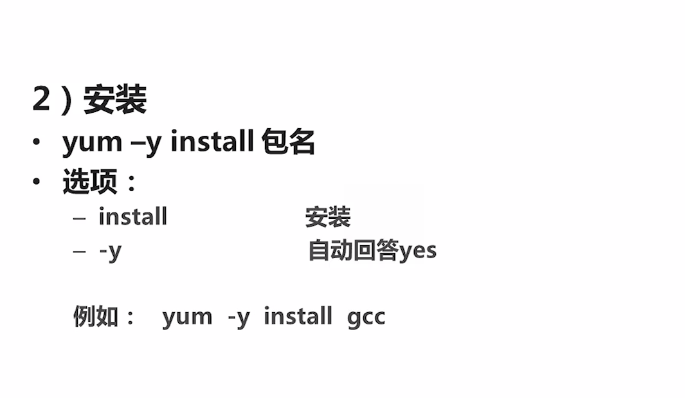 2）安装
• yum –y install 包名
• 选项：
– install 安装
– -y 自动回答yes
例如： yum -y install gcc